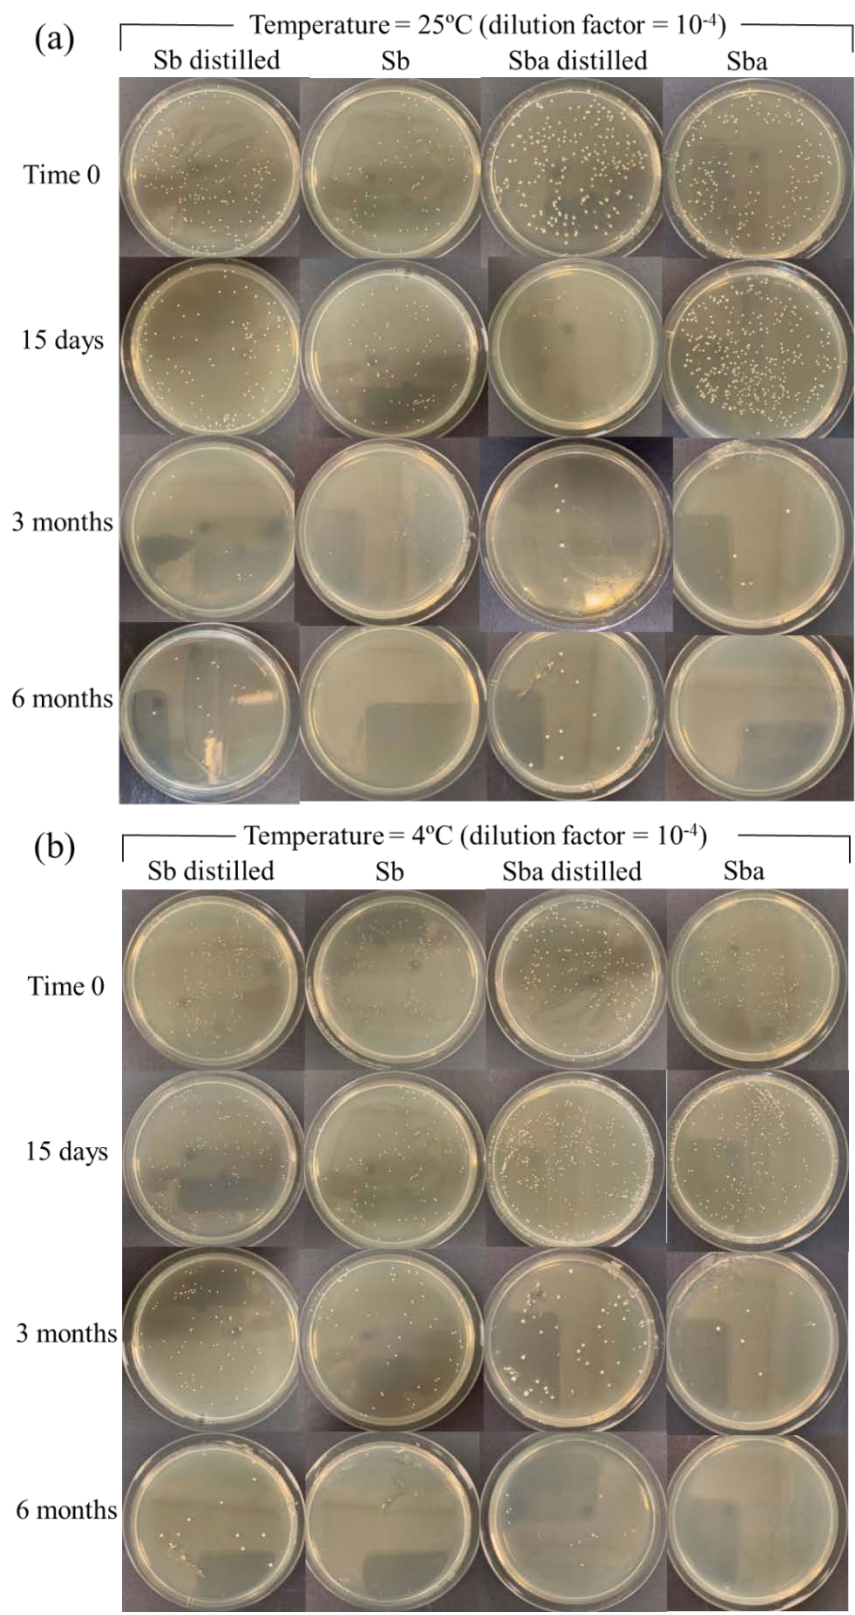 (a)
Temperature = 25ºC (dilution factor = 10⁻⁴)
Sb distilled Sb Sba distilled Sba
Time 0
15 days
3 months
6 months
(b)
Temperature = 4ºC (dilution factor = 10⁻⁴)
Sb distilled Sb Sba distilled Sba
Time 0
15 days
3 months
6 months